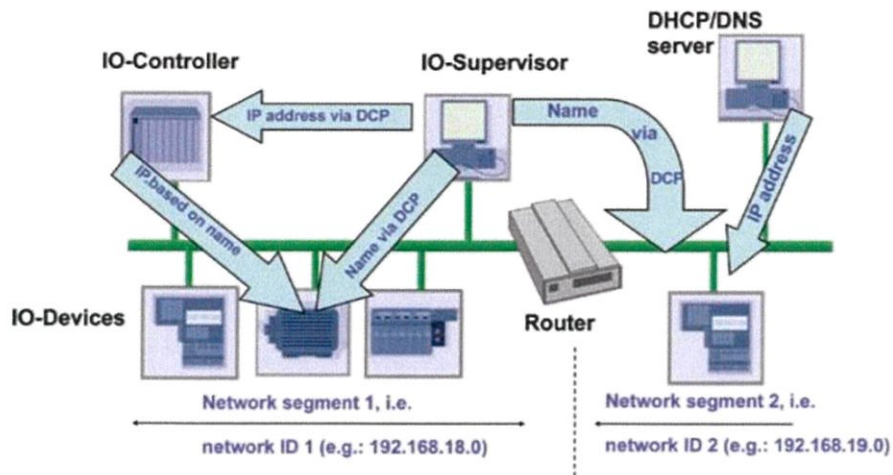 DHCP/DNS
server
IO-Controller
IO-Supervisor
IP address via DCP
Name
via
DCP
IP address
IP.based on name
Name via DCP
IO-Devices
Router
Network segment 1, i.e.
network ID 1 (e.g.: 192.168.18.0)
Network segment 2, i.e.
network ID 2 (e.g.: 192.168.19.0)